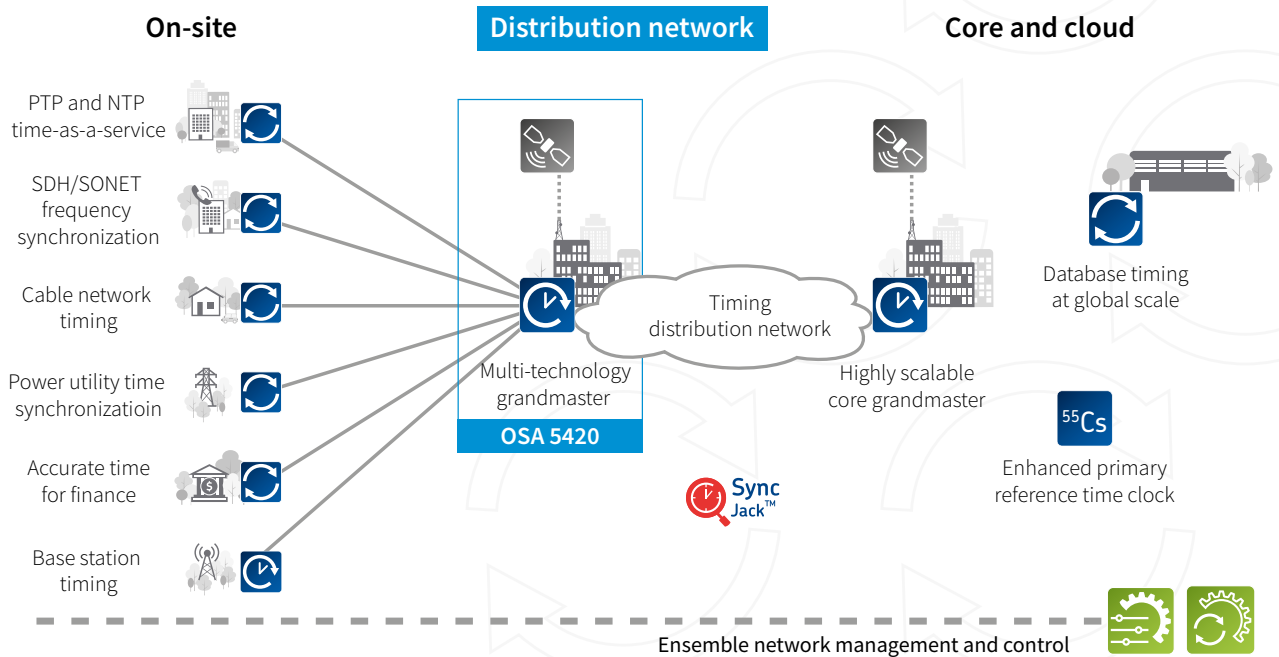 On-site
Distribution network
Core and cloud
PTP and NTP
time-as-a-service
SDH/SONET
frequency
synchronization
Cable network
timing
Power utility time
synchronizatioin
Accurate time
for finance
Base station
timing
Multi-technology
grandmaster
OSA 5420
Timing
distribution network
Highly scalable
core grandmaster
Database timing
at global scale
55Cs
Enhanced primary
reference time clock
Sync
Jack™
$
Ensemble network management and control